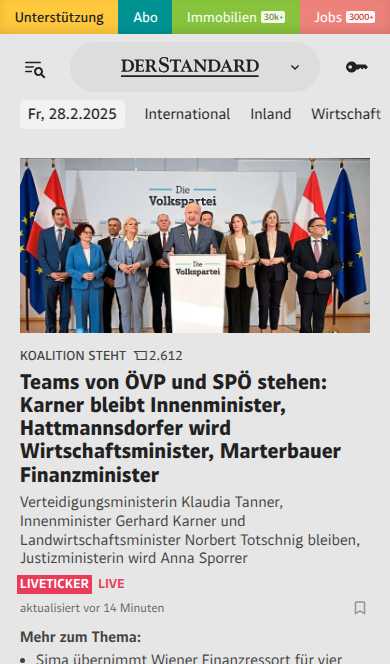 Unterstützung Abo Immobilien 30k+ Jobs 3000+
DERSTANDARD
Fr, 28.2.2025 International Inland Wirtschaft
Die
Volkspartei
Die
Volkspartei
KOALITION STEHT 2.612
Teams von ÖVP und SPÖ stehen:
Karner bleibt Innenminister,
Hattmannsdorfer wird
Wirtschaftsminister, Marterbauer
Finanzminister
Verteidigungsministerin Klaudia Tanner,
Innenminister Gerhard Karner und
Landwirtschaftsminister Norbert Totschnig bleiben,
Justizministerin wird Anna Sporrer
LIVETICKER LIVE
aktualisiert vor 14 Minuten
Mehr zum Thema:
• Sima übernimmt Wiener Finanzressort für vier